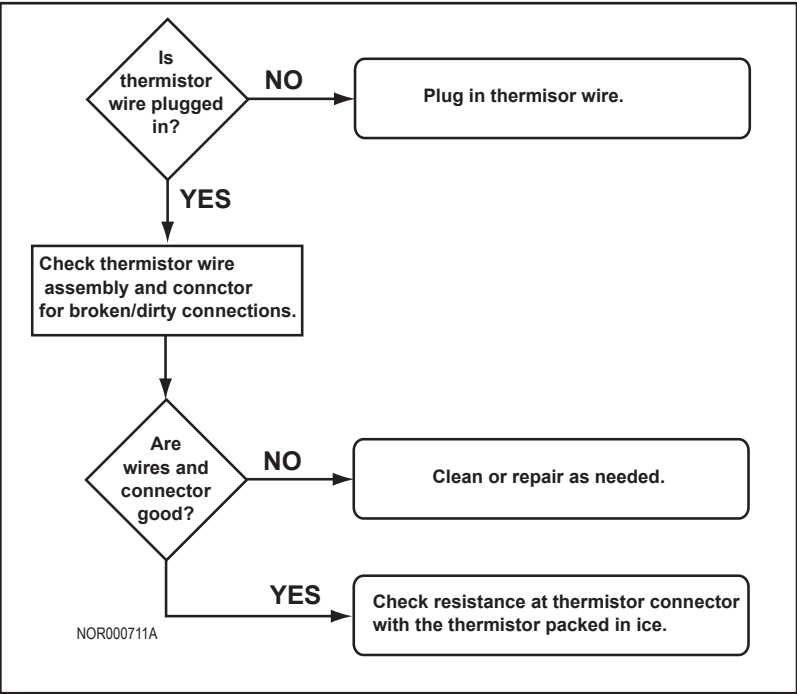 Is
thermistor
wire plugged
in?
NO
Plug in thermisor wire.
YES
Check thermistor wire
assembly and connctor
for broken/dirty connections.
Are
wires and
connector
good?
NO
Clean or repair as needed.
YES
Check resistance at thermistor connector
with the thermistor packed in ice.
NOR000711A